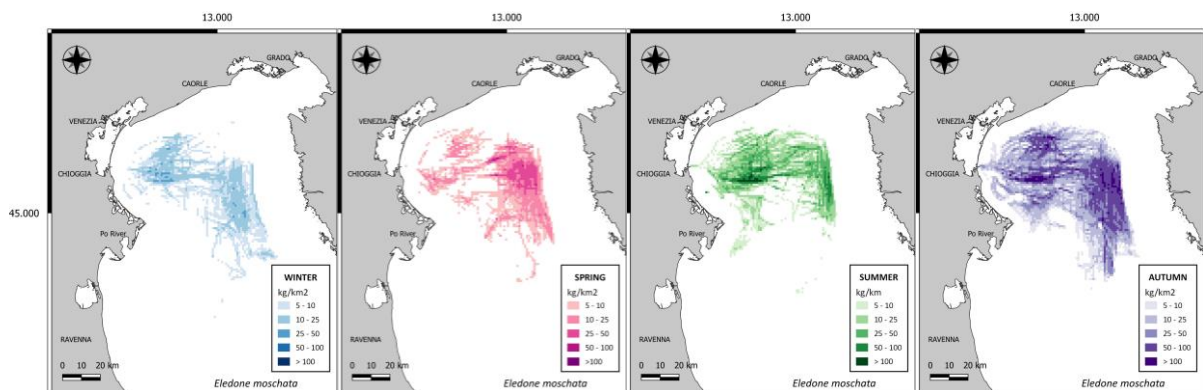 13.000
13.000
13.000
45.000
GRADO
CAORLE
VENEZIA
CHIOGGIA
Po River
RAVENNA
0 10 20 km
WINTER
kg/km2
5 - 10
10 - 25
25 - 50
50 - 100
> 100
Eledone moschata
GRADO
CAORLE
VENEZIA
CHIOGGIA
Po River
RAVENNA
0 10 20 km
SPRING
kg/km2
5 - 10
10 - 25
25 - 50
50 - 100
>100
Eledone moschata
GRADO
CAORLE
VENEZIA
CHIOGGIA
Po River
RAVENNA
0 10 20 km
SUMMER
kg/km
5 - 10
10 - 25
25 - 50
50 - 100
> 100
Eledone moschata
GRADO
CAORLE
VENEZIA
CHIOGGIA
Po River
RAVENNA
0 10 20 km
AUTUMN
kg/km2
5 - 10
10 - 25
25 - 50
50 - 100
> 100
Eledone moschata
45.000